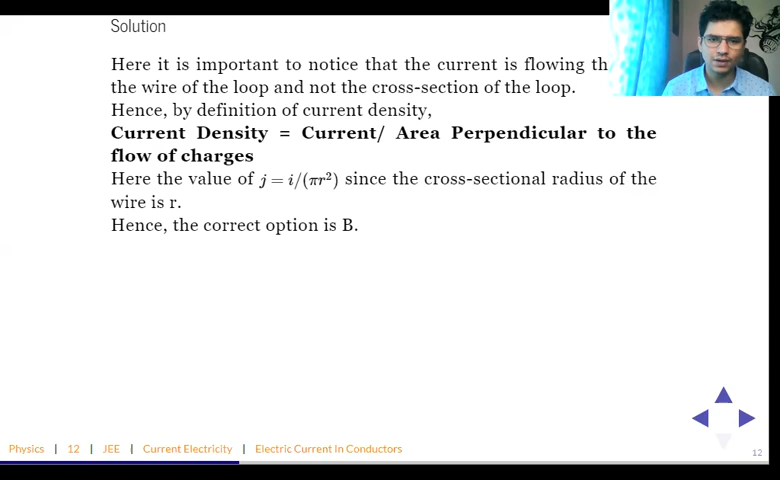 Solution
Here it is important to notice that the current is flowing th
the wire of the loop and not the cross-section of the loop.
Hence, by definition of current density,
Current Density = Current/ Area Perpendicular to the
flow of charges
Here the value of j = i/(πr²) since the cross-sectional radius of the
wire is r.
Hence, the correct option is B.
Physics | 12 | JEE | Current Electricity | Electric Current In Conductors
12